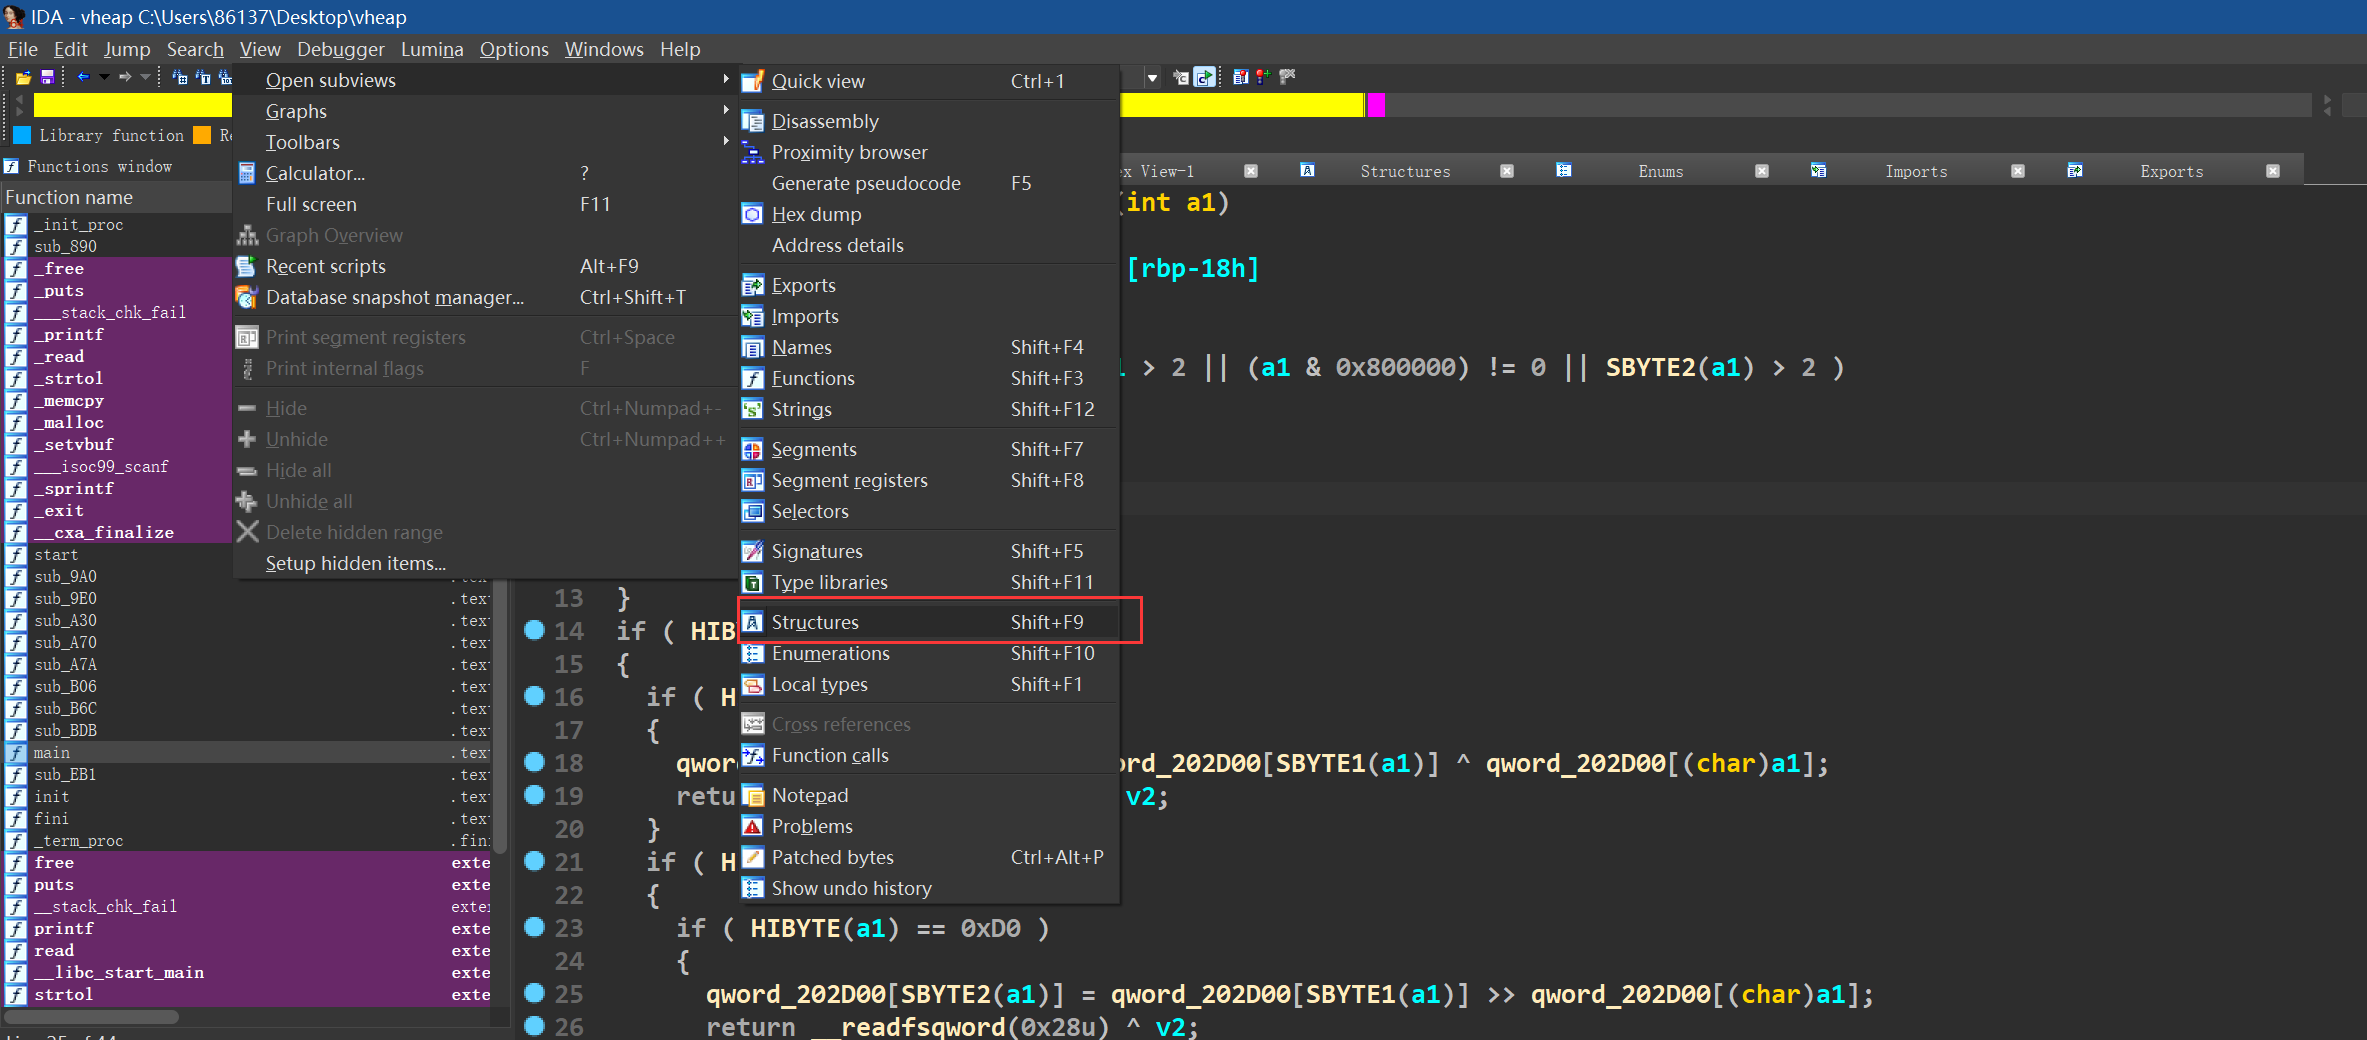 IDA - vheap C:\Users\86137\Desktop\vheap
File Edit Jump Search View Debugger Lumina Options Windows Help
Library function
Functions window
Function name
_init_proc
sub_890
_free
_puts
___stack_chk_fail
_printf
_read
_strtol
_memcpy
_malloc
_setvbuf
___isoc99_scanf
_sprintf
_exit
__cxa_finalize
start
sub_9A0 .tex
sub_9E0 .tex
sub_A30 .tex
sub_A70 .tex
sub_A7A .tex
sub_B06 .tex
sub_B6C .tex
sub_BDB .tex
main .tex
sub_EB1 .tex
init .tex
fini .tex
_term_proc .fin
free exte
puts exte
__stack_chk_fail exte
printf exte
read exte
__libc_start_main exte
strtol exte
Open subviews
Graphs
Toolbars
Calculator... ?
Full screen F11
Graph Overview
Recent scripts Alt+F9
Database snapshot manager... Ctrl+Shift+T
Print segment registers Ctrl+Space
Print internal flags F
Hide Ctrl+Numpad+-
Unhide Ctrl+Numpad++
Hide all
Unhide all
Delete hidden range
Setup hidden items...
Quick view Ctrl+1
Disassembly
Proximity browser
Generate pseudocode F5
Hex dump
Address details
Exports
Imports
Names Shift+F4
Functions Shift+F3
Strings Shift+F12
Segments Shift+F7
Segment registers Shift+F8
Selectors
Signatures Shift+F5
Type libraries Shift+F11
Structures Shift+F9
Enumerations Shift+F10
Local types Shift+F1
Cross references
Function calls
Notepad
Problems
Patched bytes Ctrl+Alt+P
Show undo history
ex View-1 Structures Enums Imports Exports
(int a1)
[rbp-18h]
1 > 2 || (a1 & 0x800000) != 0 || SBYTE2(a1) > 2 )
13 }
14 if ( HIB
15 {
16 if ( H
17 {
18 qwo rd_202D00[SBYTE1(a1)] ^ qword_202D00[(char)a1];
19 retu v2;
20 }
21 if ( H
22 {
23 if ( HIBYTE(a1) == 0xD0 )
24 {
25 qword_202D00[SBYTE2(a1)] = qword_202D00[SBYTE1(a1)] >> qword_202D00[(char)a1];
26 return __readfsqword(0x28u) ^ v2;